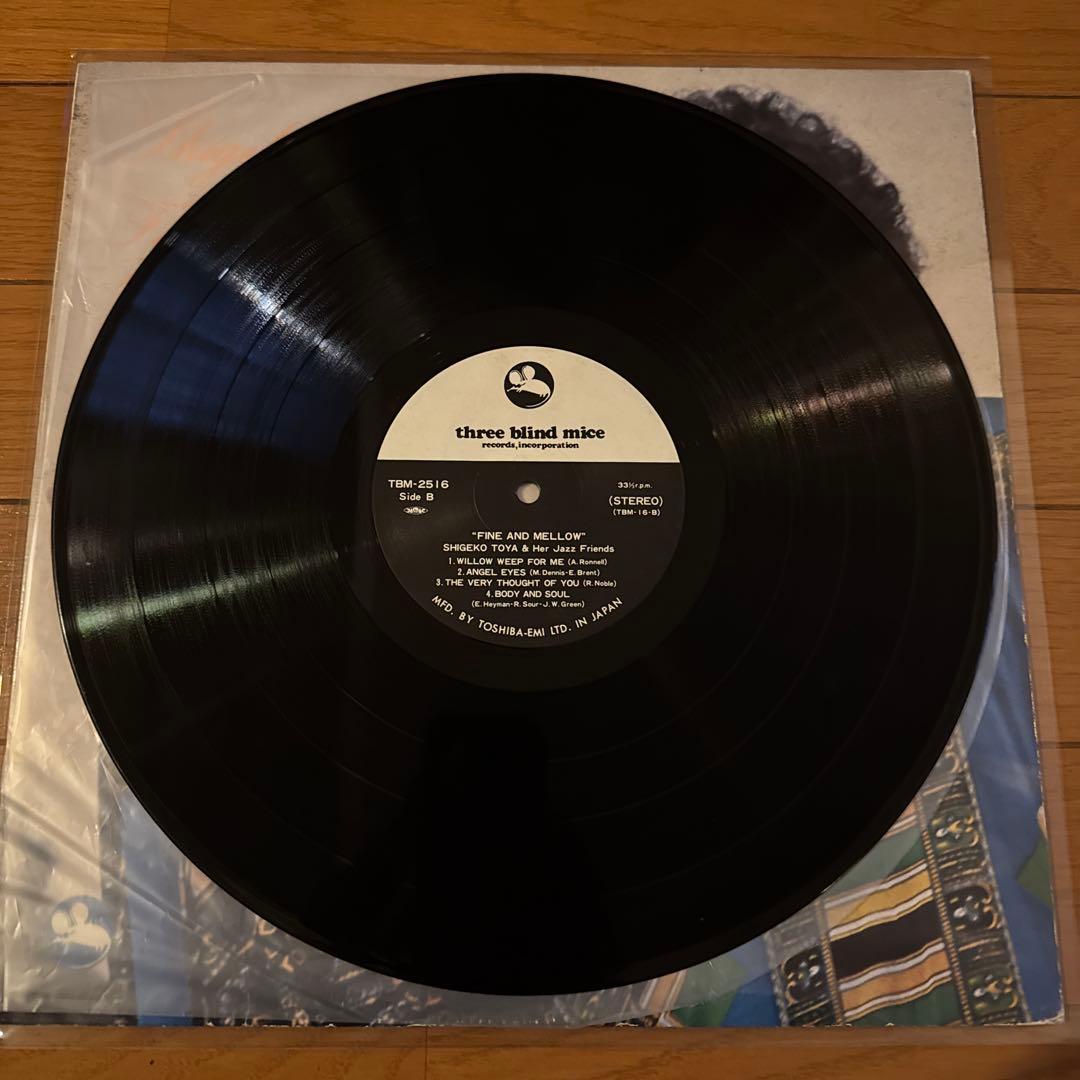 three blind mice
records, incorporation
TBM-2516
Side B
33⅓r.p.m.
(STEREO)
(TBM-16-B)
"FINE AND MELLOW"
SHIGEKO TOYA & Her Jazz Friends
1. WILLOW WEEP FOR ME (A. Ronnell)
2. ANGEL EYES (M. Dennis-E. Brent)
3. THE VERY THOUGHT OF YOU (R. Noble)
4. BODY AND SOUL
(E. Heyman-R. Sour-J. W. Green)
MFD. BY TOSHIBA-EMI LTD. IN JAPAN